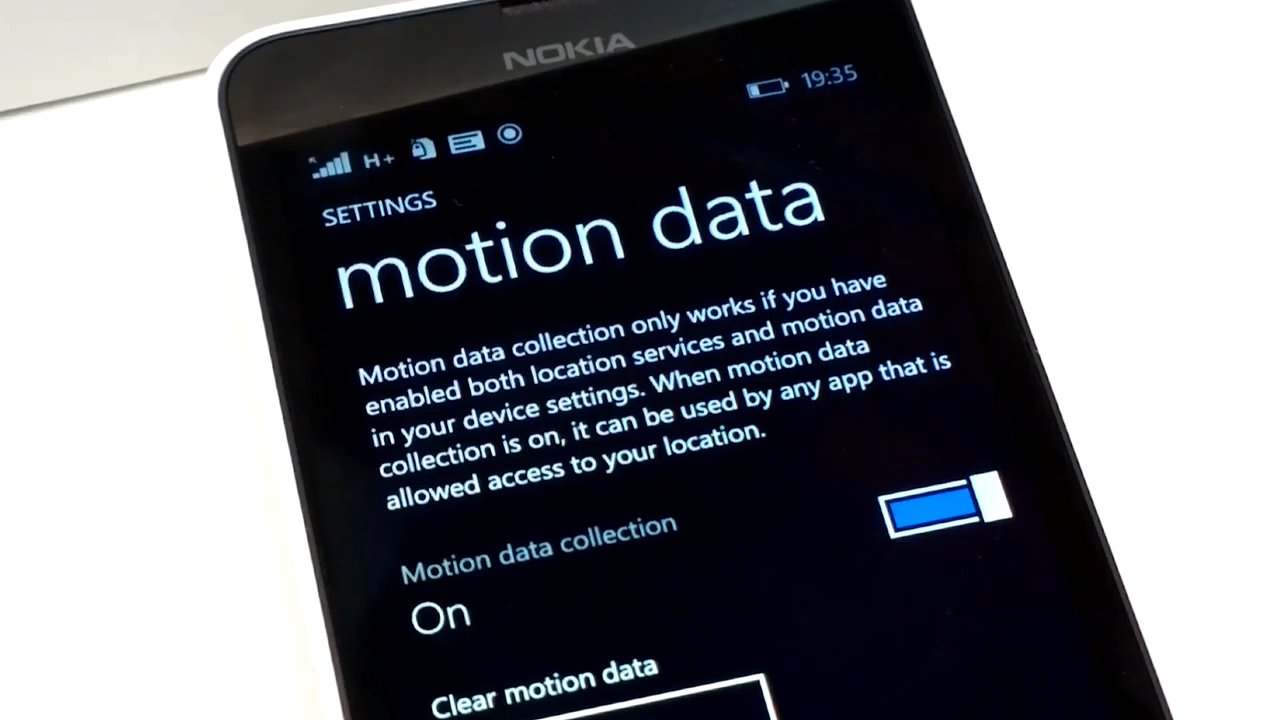 NOKIA
19:35
H+
SETTINGS
motion data
Motion data collection only works if you have
enabled both location services and motion data
in your device settings. When motion data
collection is on, it can be used by any app that is
allowed access to your location.
Motion data collection
On
Clear motion data